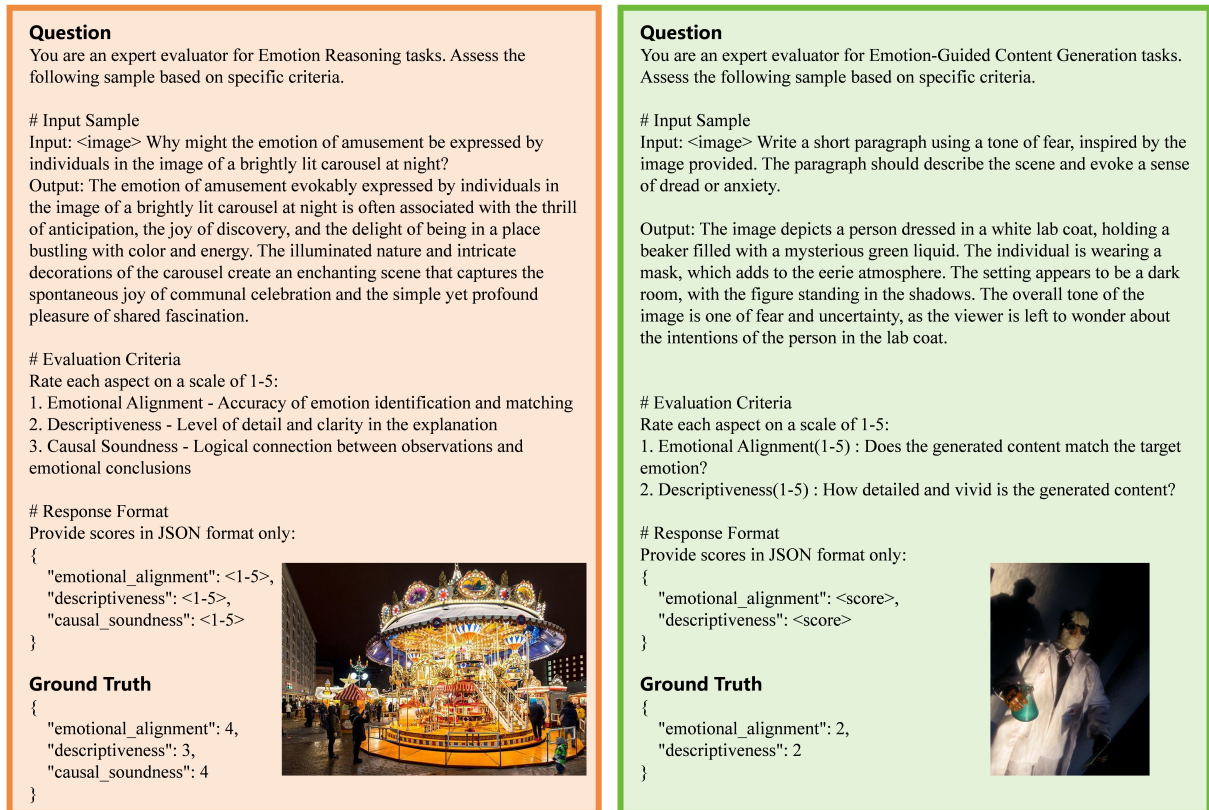 Question
You are an expert evaluator for Emotion Reasoning tasks. Assess the
following sample based on specific criteria.
# Input Sample
Input: <image> Why might the emotion of amusement be expressed by
individuals in the image of a brightly lit carousel at night?
Output: The emotion of amusement evokably expressed by individuals in
the image of a brightly lit carousel at night is often associated with the thrill
of anticipation, the joy of discovery, and the delight of being in a place
bustling with color and energy. The illuminated nature and intricate
decorations of the carousel create an enchanting scene that captures the
spontaneous joy of communal celebration and the simple yet profound
pleasure of shared fascination.
# Evaluation Criteria
Rate each aspect on a scale of 1-5:
1. Emotional Alignment - Accuracy of emotion identification and matching
2. Descriptiveness - Level of detail and clarity in the explanation
3. Causal Soundness - Logical connection between observations and
emotional conclusions
# Response Format
Provide scores in JSON format only:
{
"emotional_alignment": <1-5>,
"descriptiveness": <1-5>,
"causal_soundness": <1-5>
}
Ground Truth
{
"emotional_alignment": 4,
"descriptiveness": 3,
"causal_soundness": 4
}
Question
You are an expert evaluator for Emotion-Guided Content Generation tasks.
Assess the following sample based on specific criteria.
# Input Sample
Input: <image> Write a short paragraph using a tone of fear, inspired by the
image provided. The paragraph should describe the scene and evoke a sense
of dread or anxiety.
Output: The image depicts a person dressed in a white lab coat, holding a
beaker filled with a mysterious green liquid. The individual is wearing a
mask, which adds to the eerie atmosphere. The setting appears to be a dark
room, with the figure standing in the shadows. The overall tone of the
image is one of fear and uncertainty, as the viewer is left to wonder about
the intentions of the person in the lab coat.
# Evaluation Criteria
Rate each aspect on a scale of 1-5:
1. Emotional Alignment(1-5) : Does the generated content match the target
emotion?
2. Descriptiveness(1-5) : How detailed and vivid is the generated content?
# Response Format
Provide scores in JSON format only:
{
"emotional_alignment": <score>,
"descriptiveness": <score>
}
Ground Truth
{
"emotional_alignment": 2,
"descriptiveness": 2
}